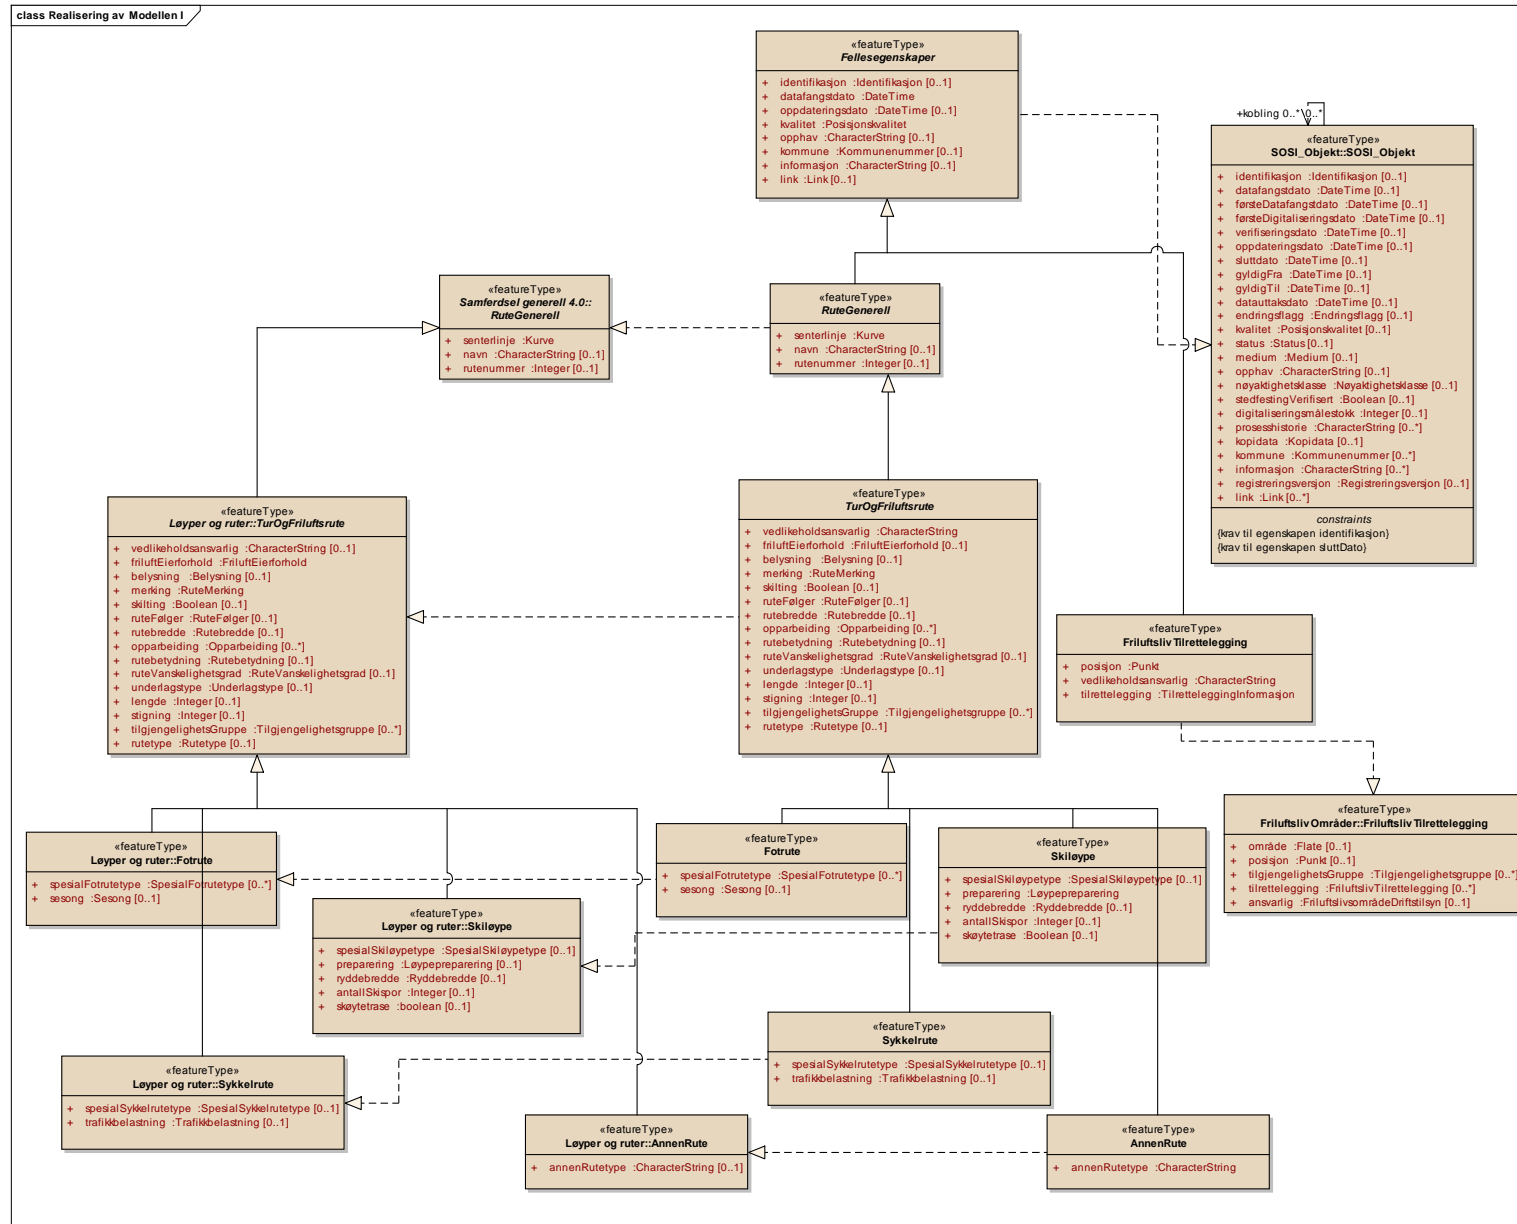 class Realisering av Modellen I
«featureType»
Fellesegenskaper
+ identifikasjon :Identifikasjon [0..1]
+ datafangstdato :DateTime
+ oppdateringsdato :DateTime [0..1]
+ kvalitet :Posisjonskvalitet
+ opphav :CharacterString [0..1]
+ kommune :Kommunenummer [0..1]
+ informasjon :CharacterString [0..1]
+ link :Link [0..1]
+kobling 0..*
0..*
«featureType»
SOSI_Objekt::SOSI_Objekt
+ identifikasjon :Identifikasjon [0..1]
+ datafangstdato :DateTime [0..1]
+ førsteDatafangstdato :DateTime [0..1]
+ førsteDigitaliseringsdato :DateTime [0..1]
+ verifiseringsdato :DateTime [0..1]
+ oppdateringsdato :DateTime [0..1]
+ sluttdato :DateTime [0..1]
+ gyldigFra :DateTime [0..1]
+ gyldigTil :DateTime [0..1]
+ datauttaksdato :DateTime [0..1]
+ endringsflagg :Endringsflagg [0..1]
+ kvalitet :Posisjonskvalitet [0..1]
+ status :Status [0..1]
+ medium :Medium [0..1]
+ opphav :CharacterString [0..1]
+ nøyaktighetsklasse :Nøyaktighetsklasse [0..1]
+ stedfestingVerifisert :Boolean [0..1]
+ digitaliseringsmålestokk :Integer [0..1]
+ prosesshistorie :CharacterString [0..*]
+ kopidata :Kopidata [0..1]
+ kommune :Kommunenummer [0..*]
+ informasjon :CharacterString [0..*]
+ registreringsversjon :Registreringsversjon [0..1]
+ link :Link [0..*]
constraints
{krav til egenskapen identifikasjon}
{krav til egenskapen sluttDato}
«featureType»
Samferdsel generell 4.0::
RuteGenerell
+ senterlinje :Kurve
+ navn :CharacterString [0..1]
+ rutenummer :Integer [0..1]
«featureType»
RuteGenerell
+ senterlinje :Kurve
+ navn :CharacterString [0..1]
+ rutenummer :Integer [0..1]
«featureType»
Løyper og ruter::TurOgFriluftsrute
+ vedlikeholdsansvarlig :CharacterString [0..1]
+ friluftEierforhold :FriluftEierforhold
+ belysning :Belysning [0..1]
+ merking :RuteMerking
+ skilting :Boolean [0..1]
+ ruteFølger :RuteFølger [0..1]
+ rutebredde :Rutebredde [0..1]
+ opparbeiding :Opparbeiding [0..*]
+ rutebetydning :Rutebetydning [0..1]
+ ruteVanskelighetsgrad :RuteVanskelighetsgrad [0..1]
+ underlagstype :Underlagstype [0..1]
+ lengde :Integer [0..1]
+ stigning :Integer [0..1]
+ tilgjengelighetsGruppe :Tilgjengelighetsgruppe [0..*]
+ rutetype :Rutetype [0..1]
«featureType»
TurOgFriluftsrute
+ vedlikeholdsansvarlig :CharacterString
+ friluftEierforhold :FriluftEierforhold [0..1]
+ belysning :Belysning [0..1]
+ merking :RuteMerking
+ skilting :Boolean [0..1]
+ ruteFølger :RuteFølger [0..1]
+ rutebredde :Rutebredde [0..1]
+ opparbeiding :Opparbeiding [0..*]
+ rutebetydning :Rutebetydning [0..1]
+ ruteVanskelighetsgrad :RuteVanskelighetsgrad [0..1]
+ underlagstype :Underlagstype [0..1]
+ lengde :Integer [0..1]
+ stigning :Integer [0..1]
+ tilgjengelighetsGruppe :Tilgjengelighetsgruppe [0..*]
+ rutetype :Rutetype [0..1]
«featureType»
FriluftslivTilrettelegging
+ posisjon :Punkt
+ vedlikeholdsansvarlig :CharacterString
+ tilrettelegging :TilretteleggingInformasjon
«featureType»
FriluftslivOmråder::FriluftslivTilrettelegging
+ område :Flate [0..1]
+ posisjon :Punkt [0..1]
+ tilgjengelighetsGruppe :Tilgjengelighetsgruppe [0..*]
+ tilrettelegging :FriluftslivTilrettelegging [0..*]
+ ansvarlig :FriluftslivsområdeDriftstilsyn [0..1]
«featureType»
Løyper og ruter::Fotrute
+ spesialFotrutetype :SpesialFotrutetype [0..*]
+ sesong :Sesong [0..1]
«featureType»
Fotrute
+ spesialFotrutetype :SpesialFotrutetype [0..*]
+ sesong :Sesong [0..1]
«featureType»
Skiløype
+ spesialSkiløypetype :SpesialSkiløypetype [0..1]
+ preparering :Løypepreparering
+ ryddebredde :Ryddebredde [0..1]
+ antallSkispor :Integer [0..1]
+ skøytetrase :Boolean [0..1]
«featureType»
Løyper og ruter::Skiløype
+ spesialSkiløypetype :SpesialSkiløypetype [0..1]
+ preparering :Løypepreparering [0..1]
+ ryddebredde :Ryddebredde [0..1]
+ antallSkispor :Integer [0..1]
+ skøytetrase :boolean [0..1]
«featureType»
Sykkelrute
+ spesialSykkelrutetype :SpesialSykkelrutetype [0..1]
+ trafikkbelastning :Trafikkbelastning [0..1]
«featureType»
Løyper og ruter::Sykkelrute
+ spesialSykkelrutetype :SpesialSykkelrutetype [0..1]
+ trafikkbelastning :Trafikkbelastning [0..1]
«featureType»
Løyper og ruter::AnnenRute
+ annenRutetype :CharacterString [0..1]
«featureType»
AnnenRute
+ annenRutetype :CharacterString